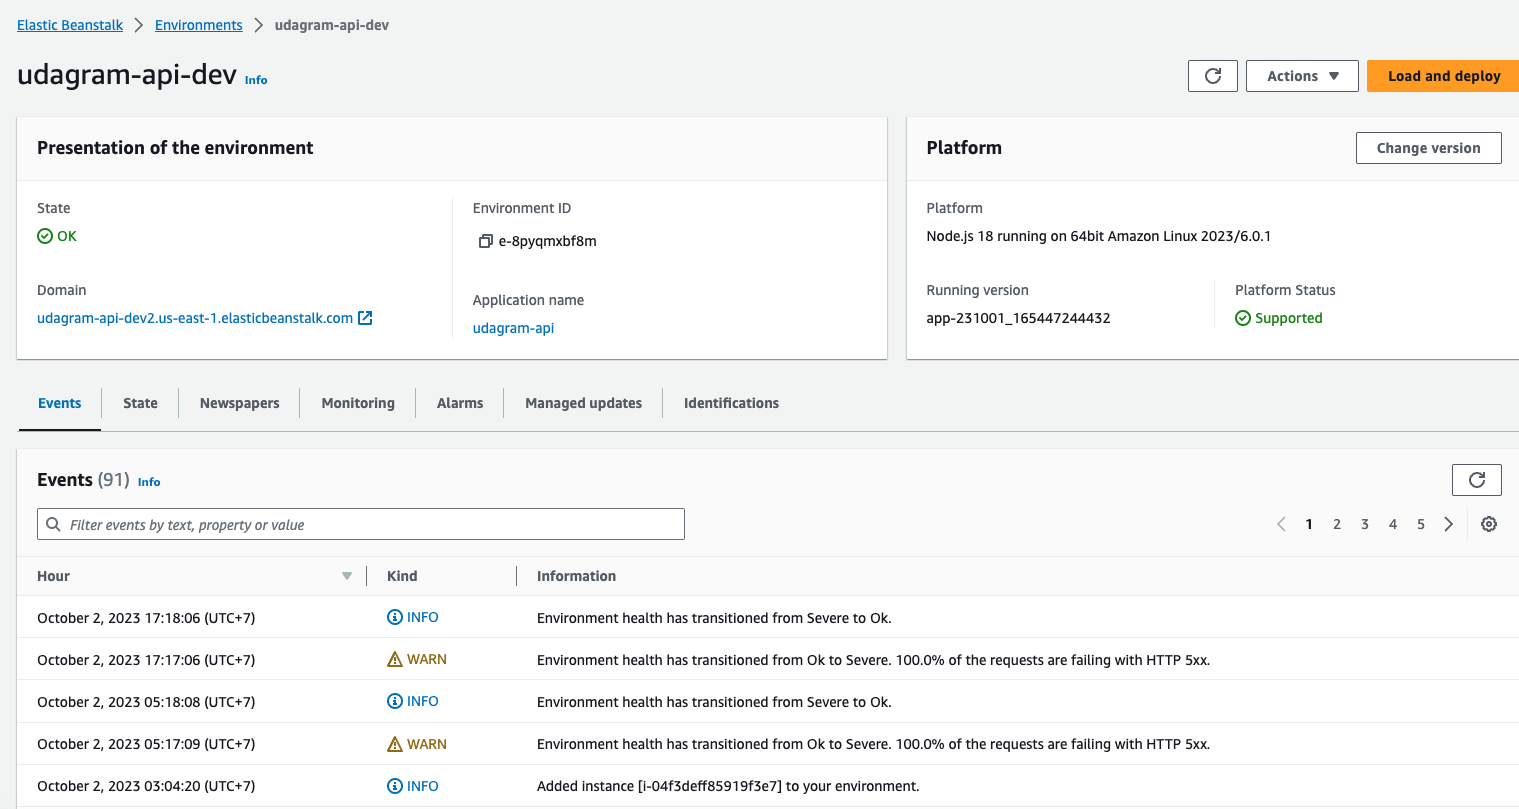 Elastic Beanstalk > Environments > udagram-api-dev
udagram-api-dev Info
Actions
Load and deploy
Presentation of the environment
State
OK
Environment ID
e-8pyqmxbf8m
Domain
udagram-api-dev2.us-east-1.elasticbeanstalk.com
Application name
udagram-api
Platform
Change version
Platform
Node.js 18 running on 64bit Amazon Linux 2023/6.0.1
Running version
app-231001_165447244432
Platform Status
Supported
Events State Newspapers Monitoring Alarms Managed updates Identifications
Events (91) Info
Filter events by text, property or value
1 2 3 4 5
Hour Kind Information
October 2, 2023 17:18:06 (UTC+7) INFO Environment health has transitioned from Severe to Ok.
October 2, 2023 17:17:06 (UTC+7) WARN Environment health has transitioned from Ok to Severe. 100.0% of the requests are failing with HTTP 5xx.
October 2, 2023 05:18:08 (UTC+7) INFO Environment health has transitioned from Severe to Ok.
October 2, 2023 05:17:09 (UTC+7) WARN Environment health has transitioned from Ok to Severe. 100.0% of the requests are failing with HTTP 5xx.
October 2, 2023 03:04:20 (UTC+7) INFO Added instance [i-04f3deff85919f3e7] to your environment.